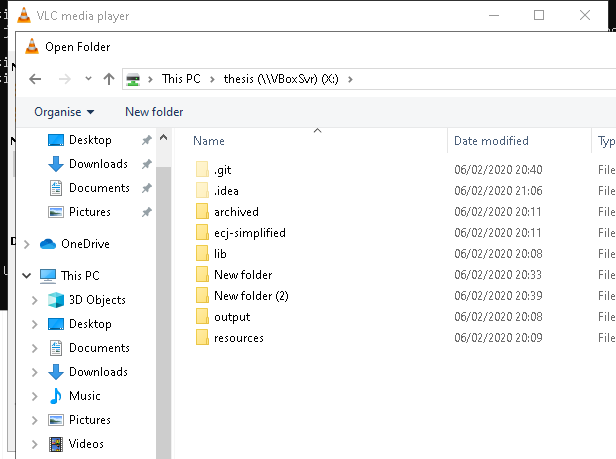 VLC media player
Open Folder
This PC > thesis (\\VBoxSvr) (X:) >
Organise New folder
Name Date modified Typ
Desktop
Downloads
Documents
Pictures
OneDrive
This PC
3D Objects
Desktop
Documents
Downloads
Music
Pictures
Videos
.git 06/02/2020 20:40 File
.idea 06/02/2020 21:06 File
archived 06/02/2020 20:11 File
ecj-simplified 06/02/2020 20:11 File
lib 06/02/2020 20:08 File
New folder 06/02/2020 20:33 File
New folder (2) 06/02/2020 20:39 File
output 06/02/2020 20:08 File
resources 06/02/2020 20:09 File